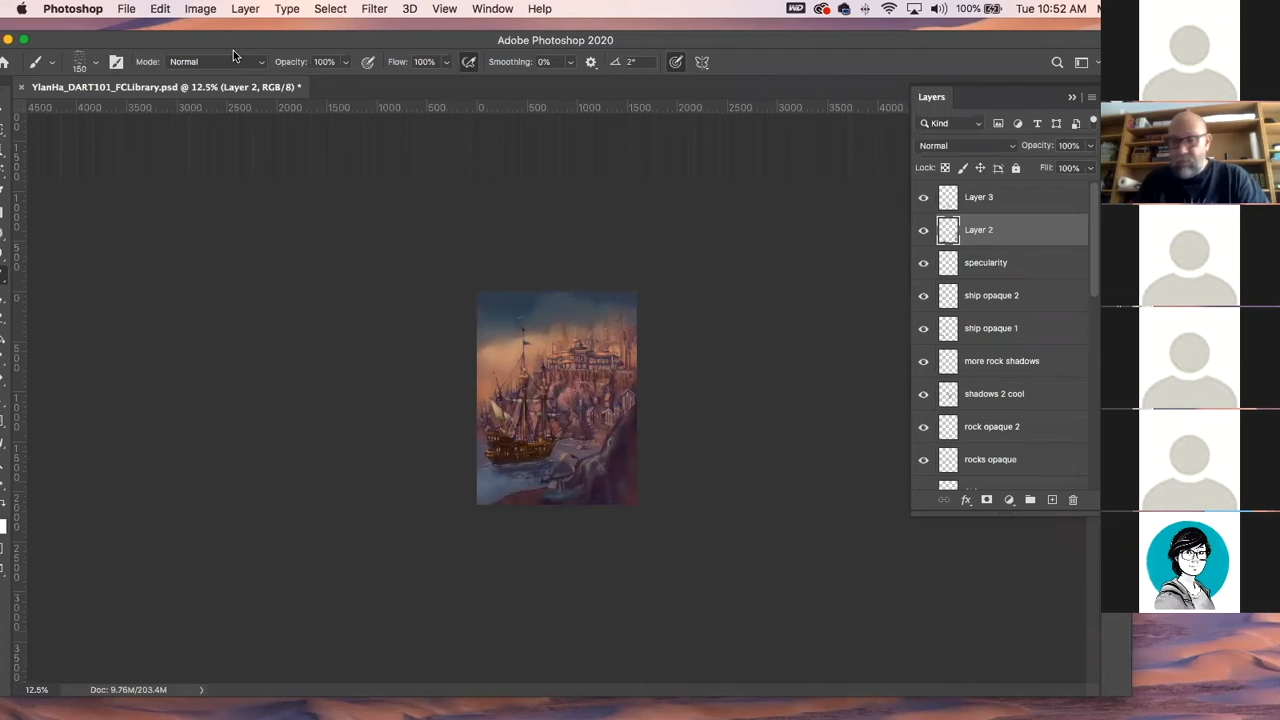 Photoshop File Edit Image Layer Type Select Filter 3D View Window Help 100% Tue 10:52 AM
Adobe Photoshop 2020
150 Mode: Normal Opacity: 100% Flow: 100% Smoothing: 0% 2°
× YlanHa_DART101_FCLibrary.psd @ 12.5% (Layer 2, RGB/8) *
4500 4000 3500 3000 2500 2000 1500 1000 500 0 500 1000 1500 2000 2500 3000 3500 4000
Layers
Kind
Normal Opacity: 100%
Lock: Fill: 100%
Layer 3
Layer 2
specularity
ship opaque 2
ship opaque 1
more rock shadows
shadows 2 cool
rock opaque 2
rocks opaque
fx
12.5% Doc: 9.76M/203.4M